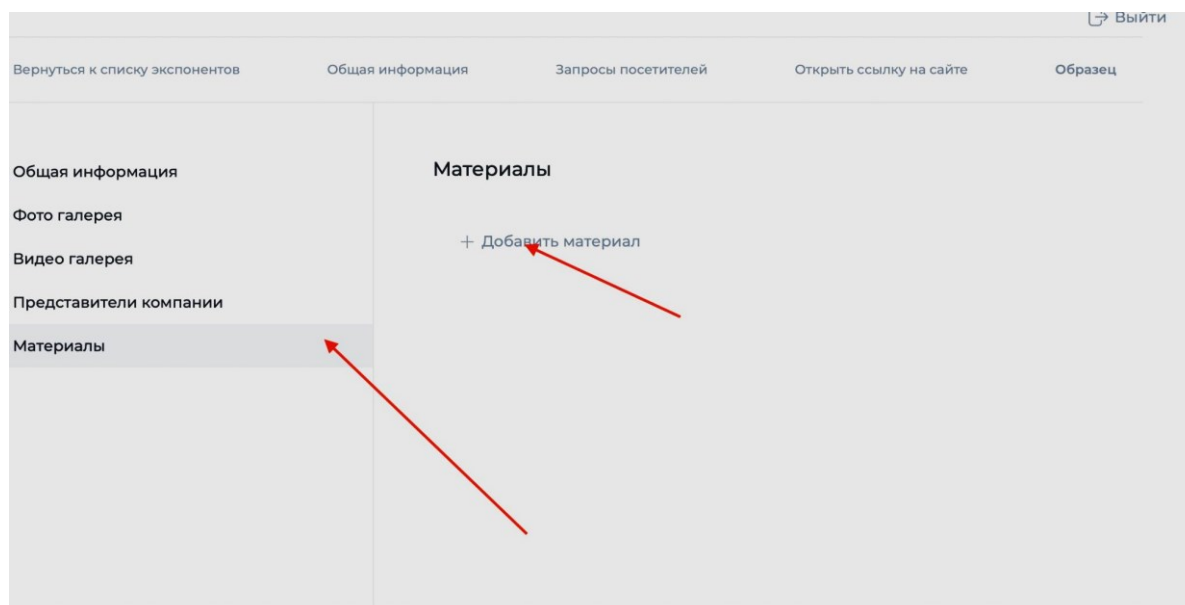 Выйти
Вернуться к списку экспонентов Общая информация Запросы посетителей Открыть ссылку на сайте Образец
Общая информация
Фото галерея
Видео галерея
Представители компании
Материалы
Материалы
+ Добавить материал